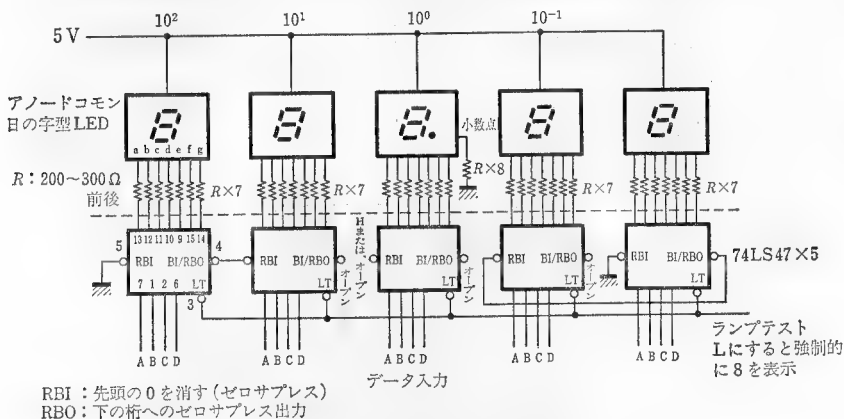 10² 10¹ 10⁰ 10⁻¹
5 V
アノードコモン
日の字型LED
a b c d e f g
小数点
R×8
R：200～300Ω
前後
R×7
R×7
R×7
R×7
13 12 11 10 9 15 14
5
RBI BI/RBO
4
7 1 2 6
LT
3
RBI BI/RBO
LT
オープン
Hまたは，オープン
RBI BI/RBO
LT
オープン
RBI BI/RBO
LT
オープン
RBI BI/RBO
LT
74LS47×5
A B C D
A B C D
A B C D
A B C D
A B C D
データ入力
ランプテスト
Lにすると強制的
に8を表示
RBI：先頭の0を消す（ゼロサプレス）
RBO：下の桁へのゼロサプレス出力